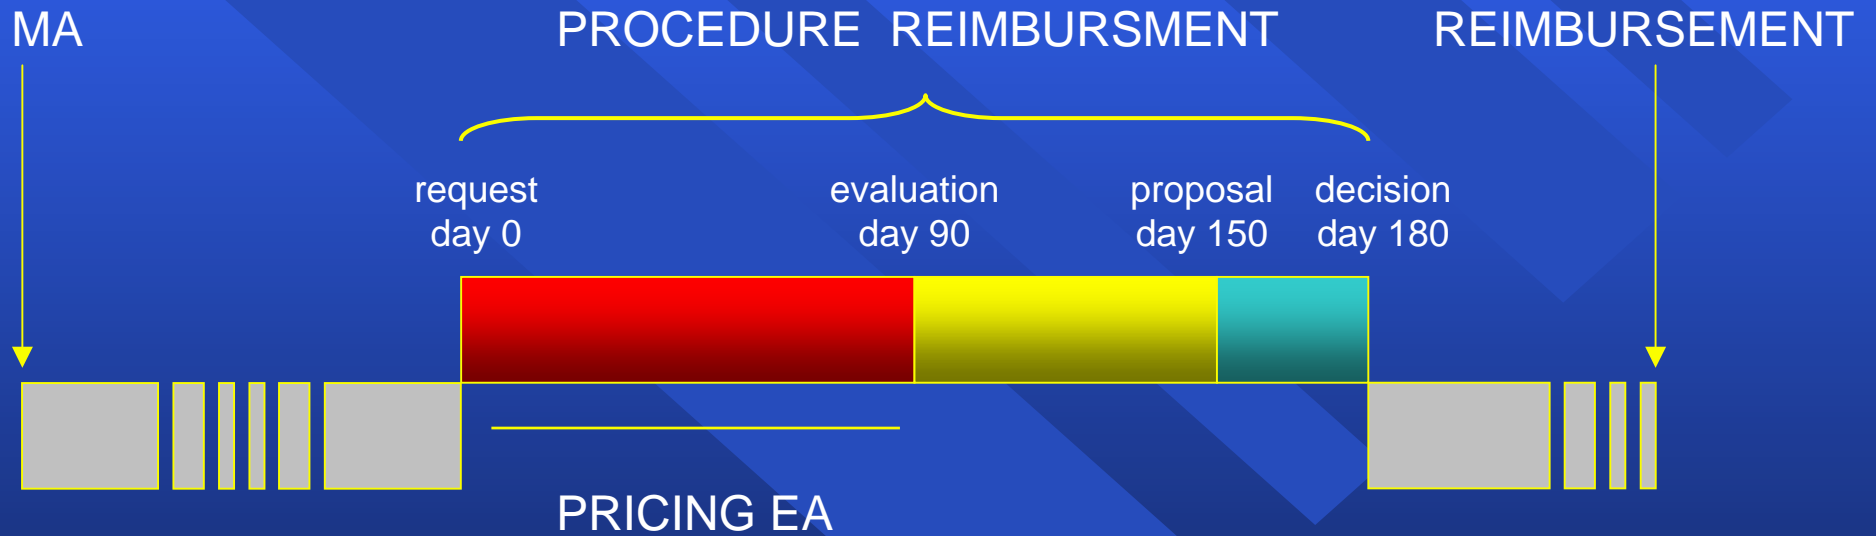 MA
PROCEDURE REIMBURSMENT
REIMBURSEMENT
request
day 0
evaluation
day 90
proposal
day 150
decision
day 180
PRICING EA